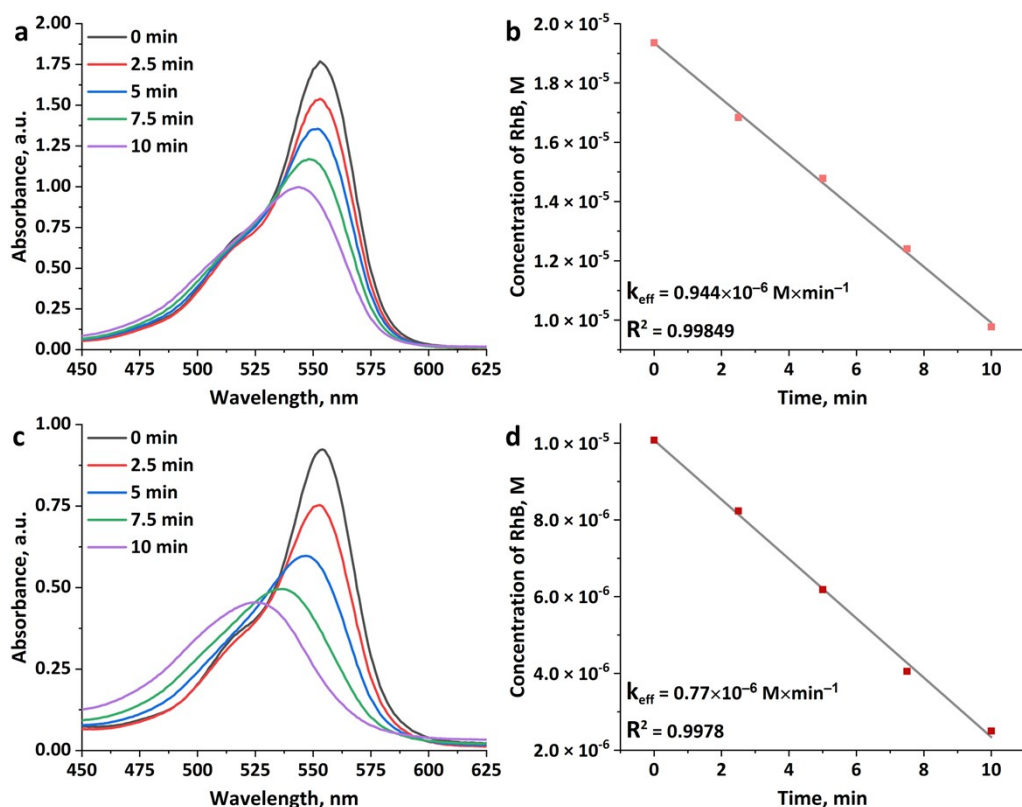 a
0 min
2.5 min
5 min
7.5 min
10 min
Absorbance, a.u.
2.00
1.75
1.50
1.25
1.00
0.75
0.50
0.25
0.00
450 475 500 525 550 575 600 625
Wavelength, nm
b
Concentration of RhB, M
2.0 × 10⁻⁵
1.8 × 10⁻⁵
1.6 × 10⁻⁵
1.4 × 10⁻⁵
1.2 × 10⁻⁵
1.0 × 10⁻⁵
k_eff = 0.944×10⁻⁶ M×min⁻¹
R² = 0.99849
0 2 4 6 8 10
Time, min
c
0 min
2.5 min
5 min
7.5 min
10 min
Absorbance, a.u.
1.00
0.75
0.50
0.25
0.00
450 475 500 525 550 575 600 625
Wavelength, nm
d
Concentration of RhB, M
1.0 × 10⁻⁵
8.0 × 10⁻⁶
6.0 × 10⁻⁶
4.0 × 10⁻⁶
2.0 × 10⁻⁶
k_eff = 0.77×10⁻⁶ M×min⁻¹
R² = 0.9978
0 2 4 6 8 10
Time, min